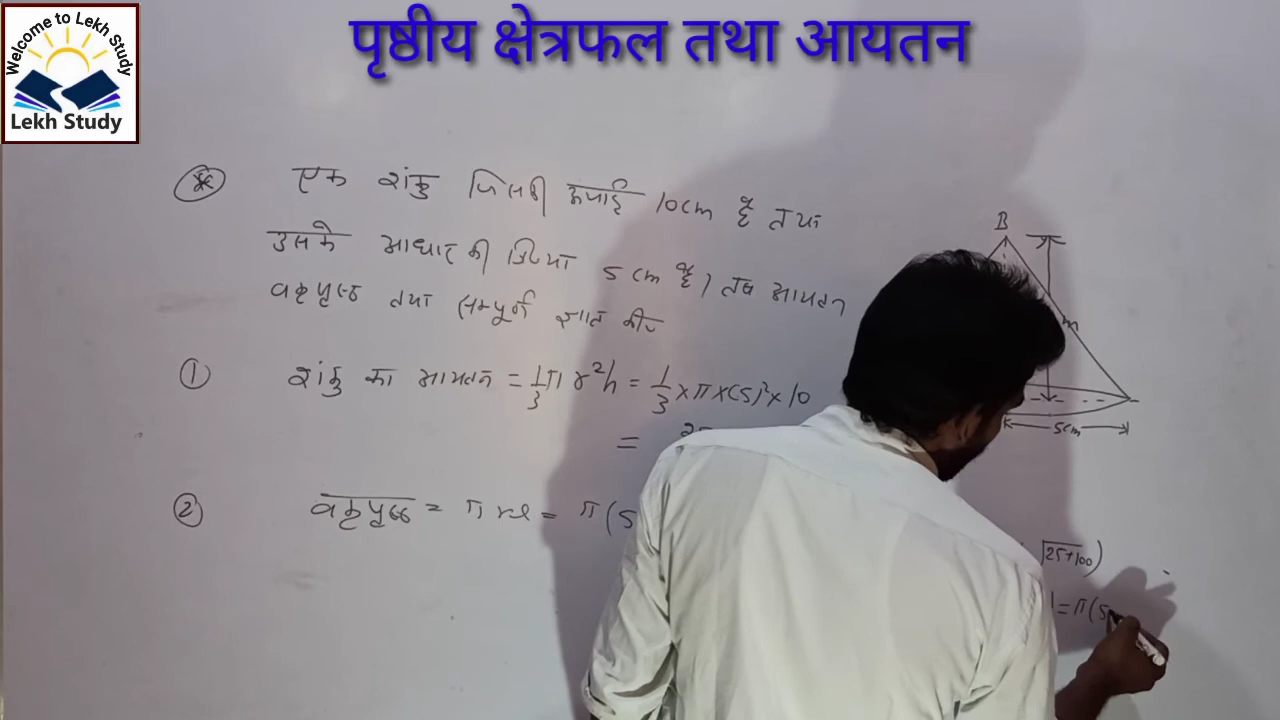 Welcome to Lekh Study
Lekh Study
पृष्ठीय क्षेत्रफल तथा आयतन
एक शंकु जिसकी ऊंचाई 10cm है तथा
उसके आधार की त्रिज्या 5cm है, तब आयतन
वक्रपृष्ठ तथा सम्पूर्ण ज्ञात कीए
① शंकु का आयतन = 1/3 π r²h = 1/3 × π × (5)² × 10
=
② वक्रपृष्ठ = π r l = π (5
B
5cm
√25+100)
= π (5